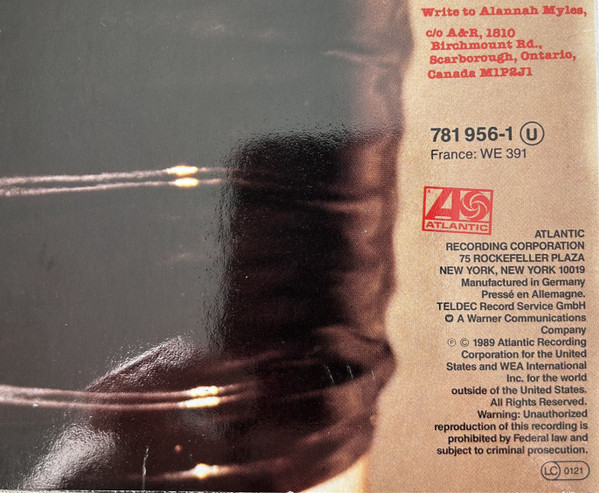 Write to Alannah Myles,
c/o A&R, 1810
Birchmount Rd.,
Scarborough, Ontario,
Canada M1P2J1
781 956-1 U
France: WE 391
ATLANTIC
ATLANTIC
RECORDING CORPORATION
75 ROCKEFELLER PLAZA
NEW YORK, NEW YORK 10019
Manufactured in Germany
Pressé en Allemagne.
TELDEC Record Service GmbH
A Warner Communications
Company
℗ © 1989 Atlantic Recording
Corporation for the United
States and WEA International
Inc. for the world
outside of the United States.
All Rights Reserved.
Warning: Unauthorized
reproduction of this recording is
prohibited by Federal law and
subject to criminal prosecution.
LC 0121